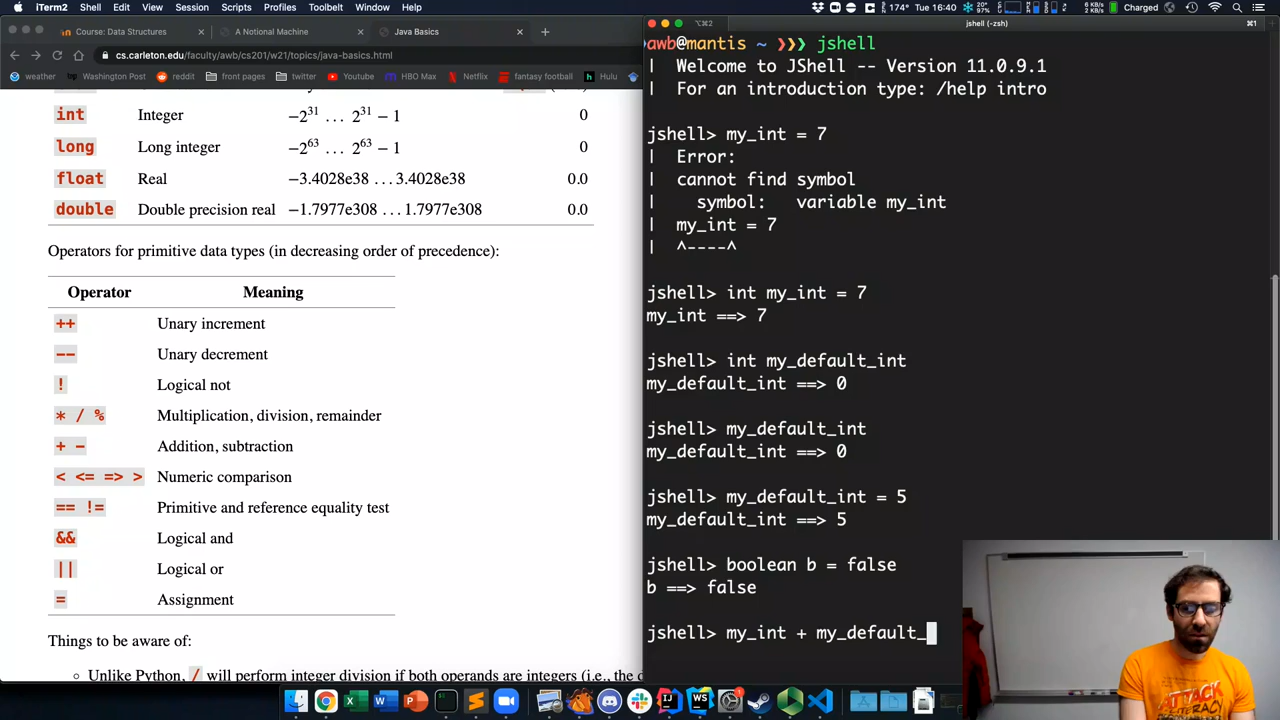 iTerm2 Shell Edit View Session Scripts Profiles Toolbelt Window Help
174° Tue 16:40
Charged
Course: Data Structures
A Notional Machine
Java Basics
cs.carleton.edu/faculty/awb/cs201/w21/topics/java-basics.html
weather Washington Post reddit front pages twitter Youtube HBO Max Netflix fantasy football Hulu
int Integer −2^31 … 2^31 − 1 0
long Long integer −2^63 … 2^63 − 1 0
float Real −3.4028e38 …3.4028e38 0.0
double Double precision real −1.7977e308 …1.7977e308 0.0
Operators for primitive data types (in decreasing order of precedence):
Operator Meaning
++ Unary increment
-- Unary decrement
! Logical not
* / % Multiplication, division, remainder
+ - Addition, subtraction
< <= => > Numeric comparison
== != Primitive and reference equality test
&& Logical and
|| Logical or
= Assignment
Things to be aware of:
Unlike Python, / will perform integer division if both operands are integers (i.e., the
⌥⌘2 jshell (-zsh) ⌘1
awb@mantis ~ ❯❯❯ jshell
| Welcome to JShell -- Version 11.0.9.1
| For an introduction type: /help intro
jshell> my_int = 7
| Error:
| cannot find symbol
| symbol: variable my_int
| my_int = 7
| ^----^
jshell> int my_int = 7
my_int ==> 7
jshell> int my_default_int
my_default_int ==> 0
jshell> my_default_int
my_default_int ==> 0
jshell> my_default_int = 5
my_default_int ==> 5
jshell> boolean b = false
b ==> false
jshell> my_int + my_default_
ATTACK
LITERACY